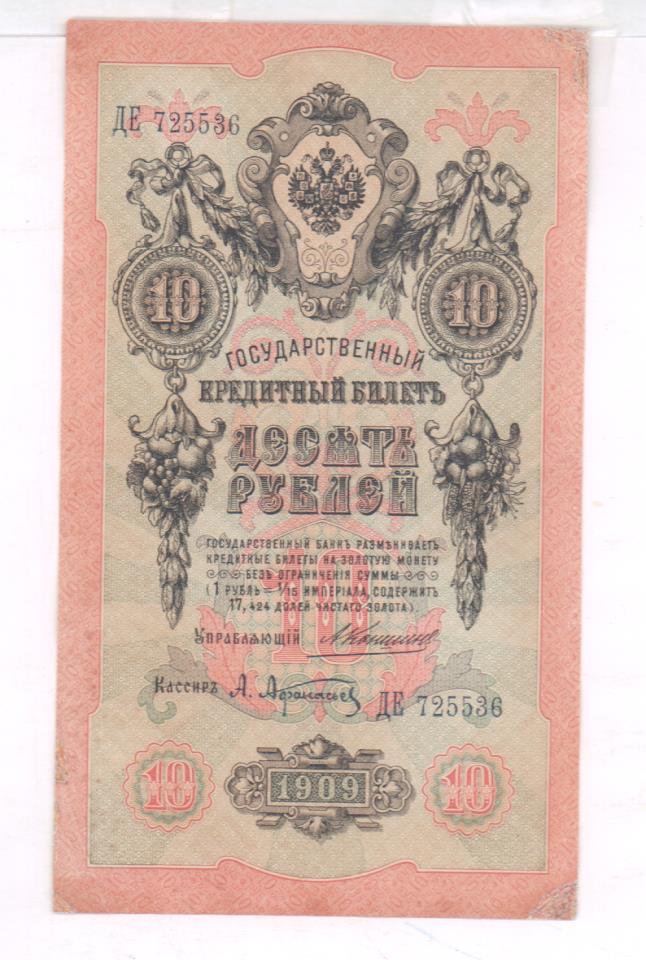 ДЕ 725536
10 10
ГОСУДАРСТВЕННЫЙ
КРЕДИТНЫЙ БИЛЕТЪ
ДЕСЯТЬ
РУБЛЕЙ
ГОСУДАРСТВЕННЫЙ БАНКЪ РАЗМѢНИВАЕТЪ
КРЕДИТНЫЕ БИЛЕТЫ НА ЗОЛОТУЮ МОНЕТУ
БЕЗЪ ОГРАНИЧЕНІЯ СУММЫ
(1 РУБЛЬ = 1/15 ИМПЕРІАЛА, СОДЕРЖИТЪ
17,424 ДОЛЕЙ ЧИСТАГО ЗОЛОТА).
10
УПРАВЛЯЮЩІЙ А. Коншинъ
КАССИРЪ А. Афанасьев
ДЕ 725536
10 1909 10